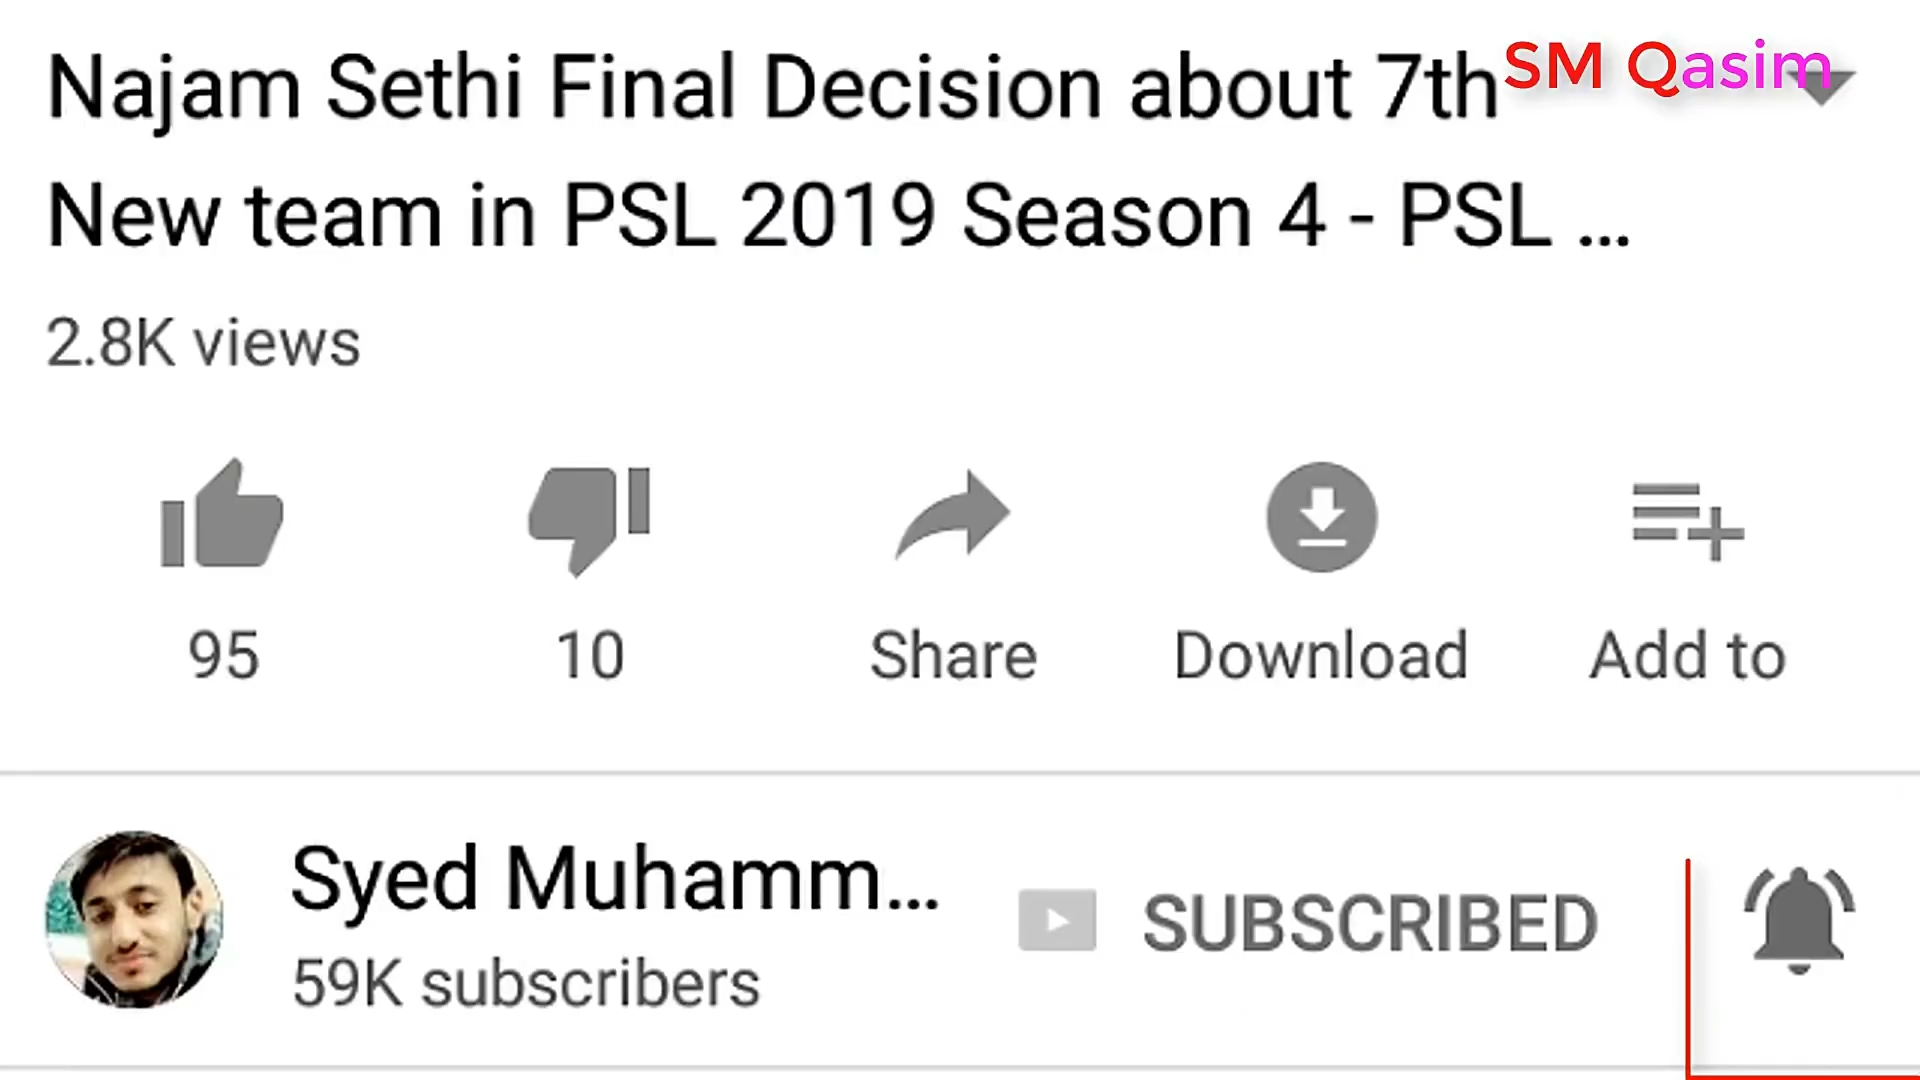 Najam Sethi Final Decision about 7th
SM Qasim
New team in PSL 2019 Season 4 - PSL ...
2.8K views
95
10
Share
Download
Add to
Syed Muhamm...
SUBSCRIBED
59K subscribers